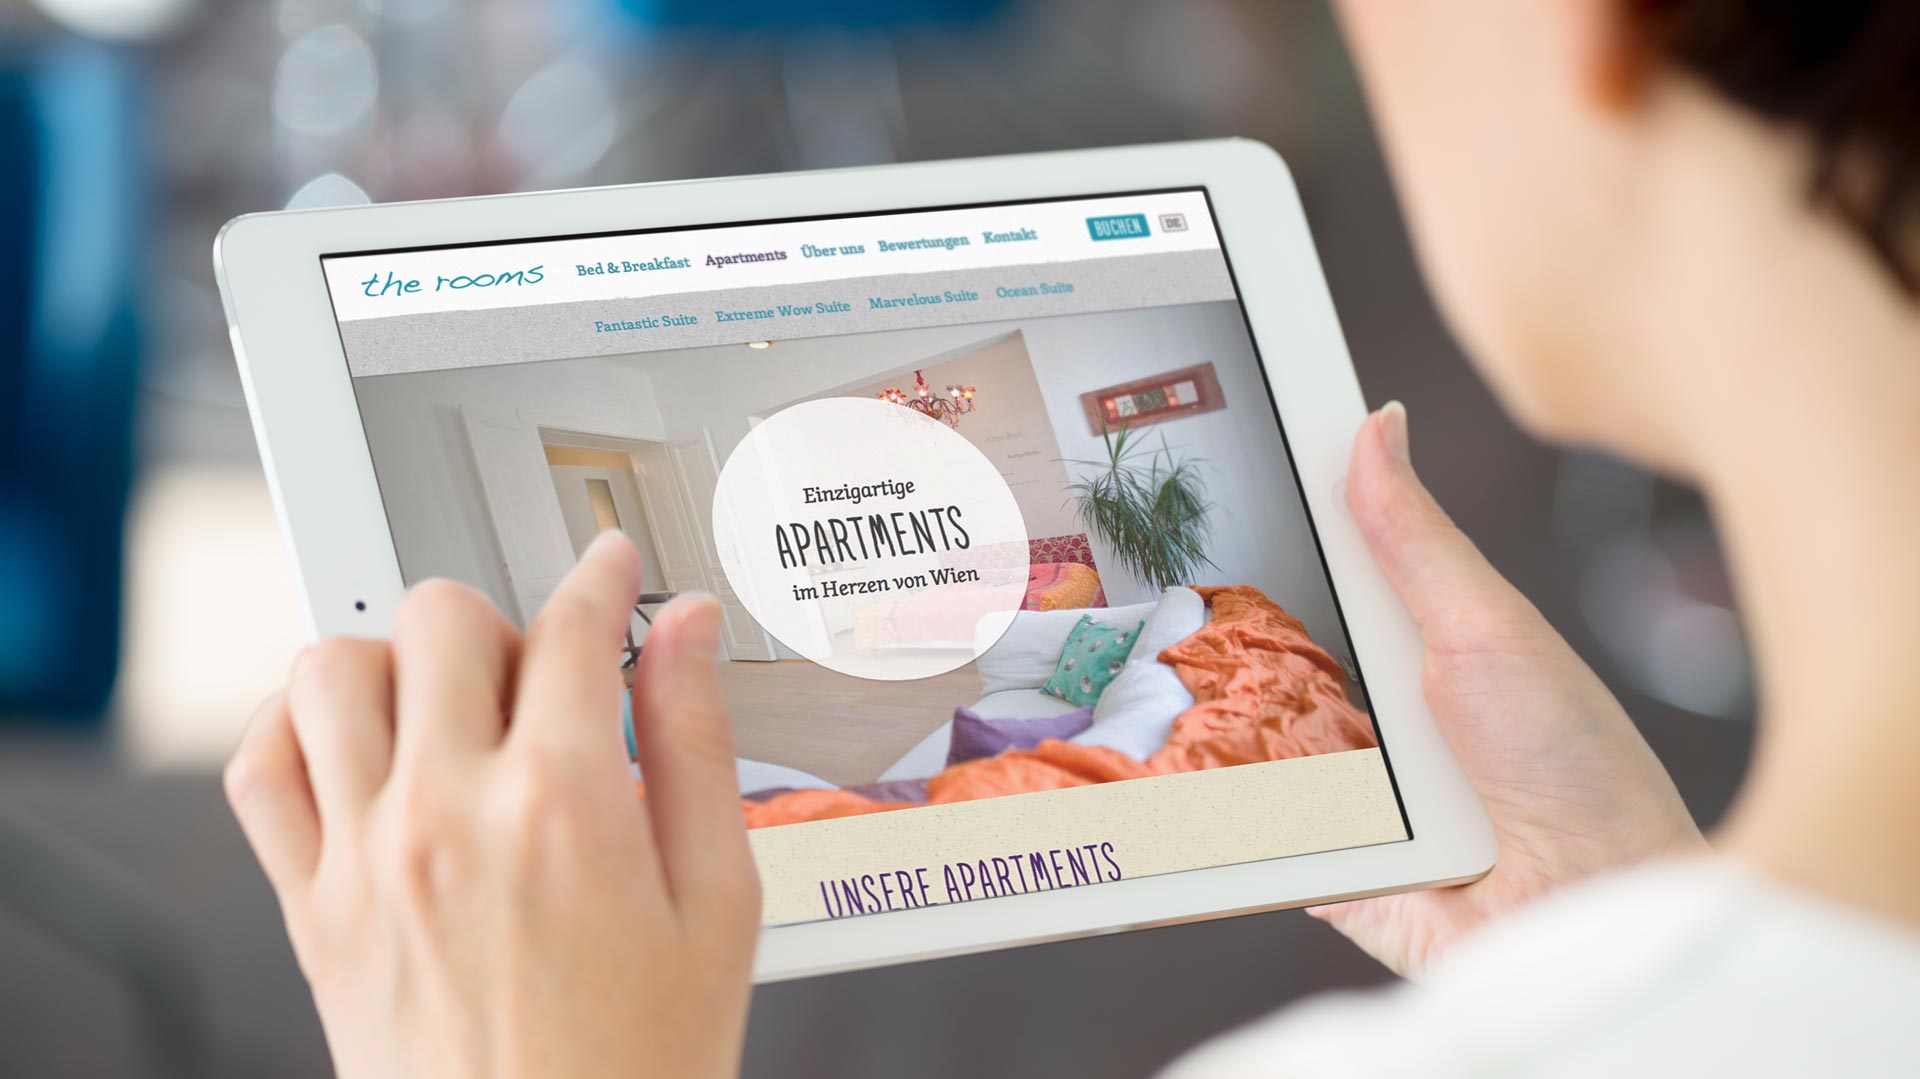 the rooms
Bed & Breakfast Apartments Über uns Bewertungen Kontakt BUCHEN DE
Fantastic Suite Extreme Wow Suite Marvelous Suite Ocean Suite
Einzigartige
APARTMENTS
im Herzen von Wien
UNSERE APARTMENTS